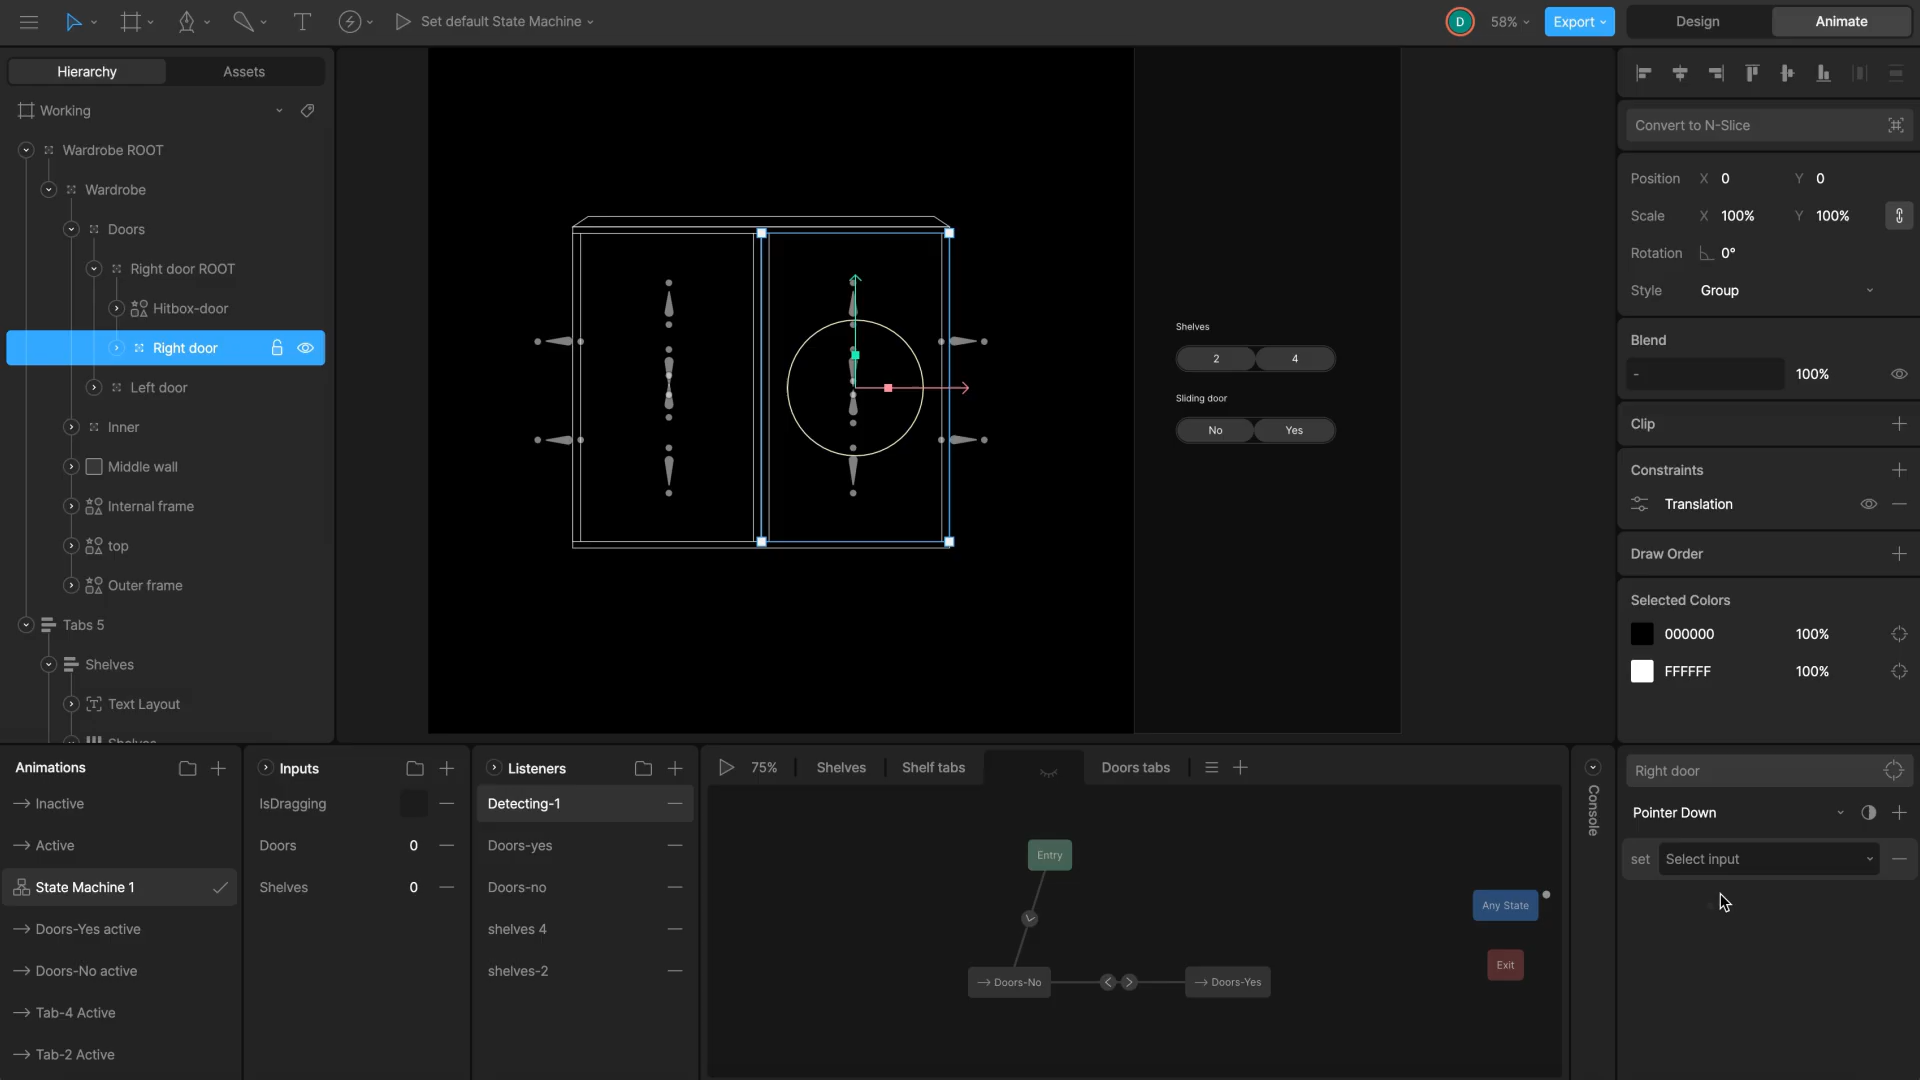 Set default State Machine
D
58%
Export
Design
Animate
Hierarchy
Assets
Working
Wardrobe ROOT
Wardrobe
Doors
Right door ROOT
Hitbox-door
Right door
Left door
Inner
Middle wall
Internal frame
top
Outer frame
Tabs 5
Shelves
Text Layout
Shelves
Shelves
2
4
Sliding door
No
Yes
Convert to N-Slice
Position X 0 Y 0
Scale X 100% Y 100%
Rotation 0°
Style Group
Blend
- 100%
Clip
Constraints
Translation
Draw Order
Selected Colors
000000 100%
FFFFFF 100%
Animations
Inactive
Active
State Machine 1
Doors-Yes active
Doors-No active
Tab-4 Active
Tab-2 Active
Inputs
IsDragging
Doors 0
Shelves 0
Listeners
Detecting-1
Doors-yes
Doors-no
shelves 4
shelves-2
75%
Shelves
Shelf tabs
Doors tabs
Entry
Doors-No
Doors-Yes
Any State
Exit
Console
Right door
Pointer Down
set Select input